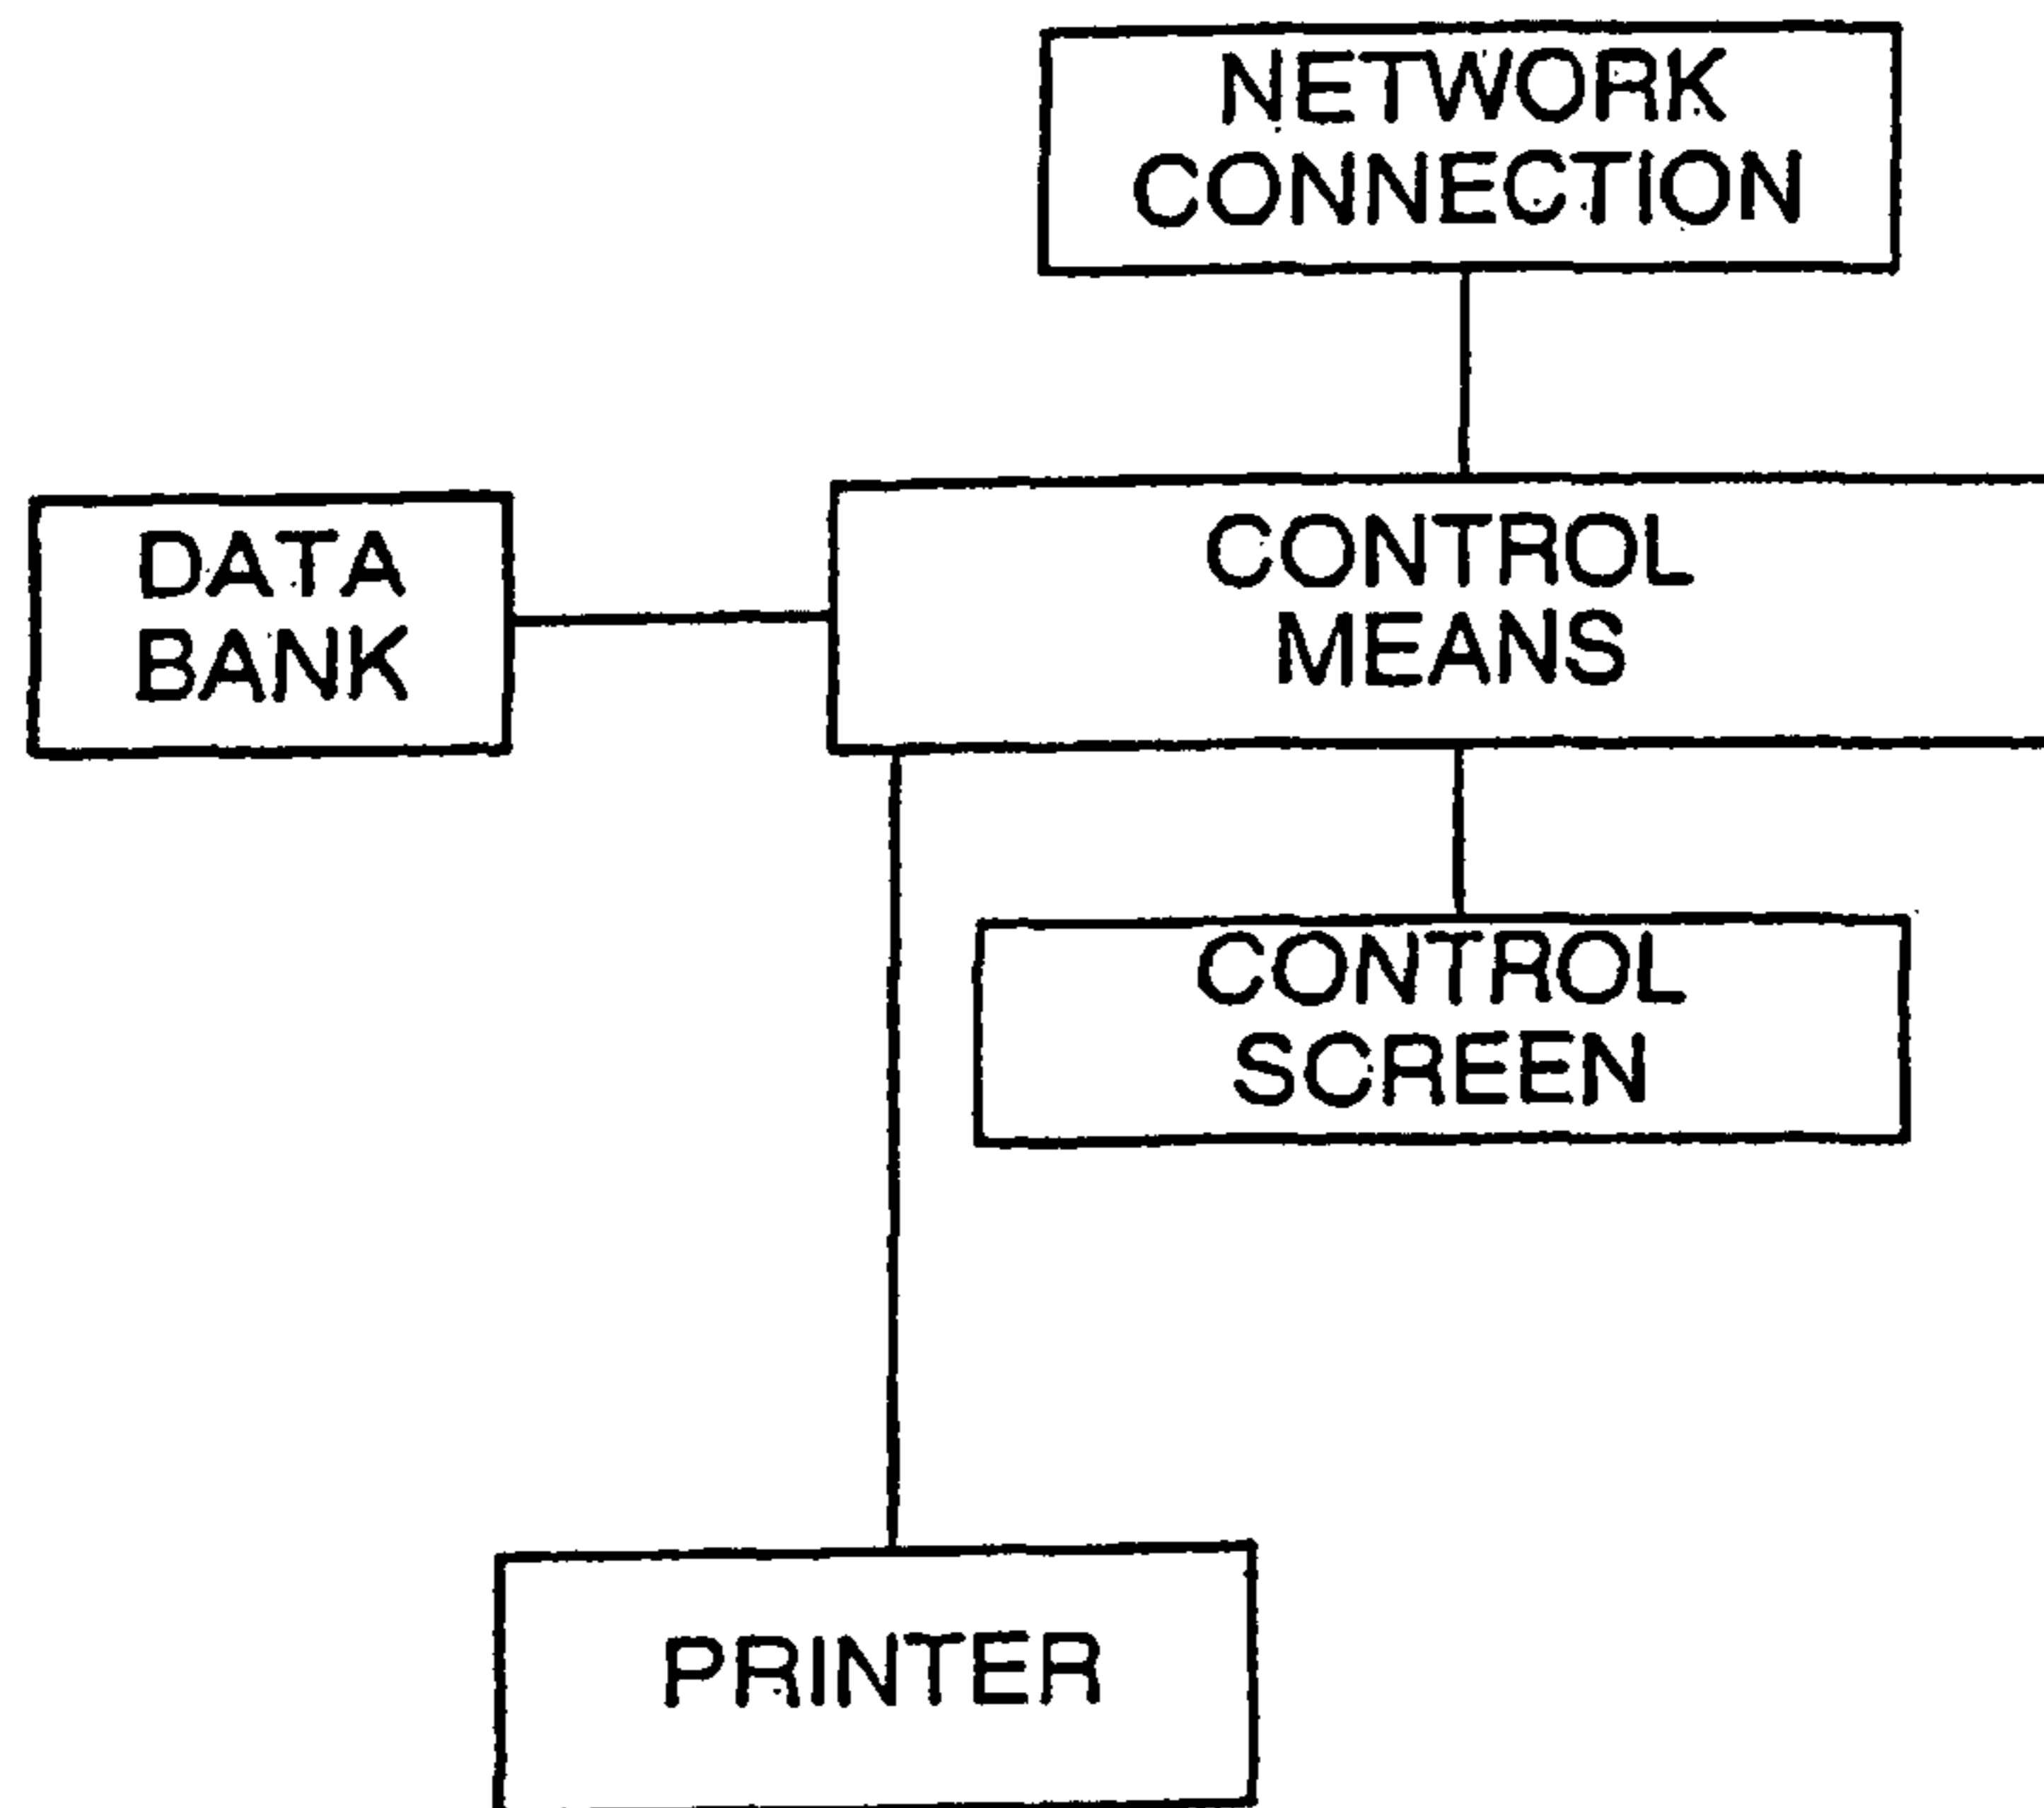 NETWORK
CONNECTION
DATA
BANK
CONTROL
MEANS
CONTROL
SCREEN
PRINTER